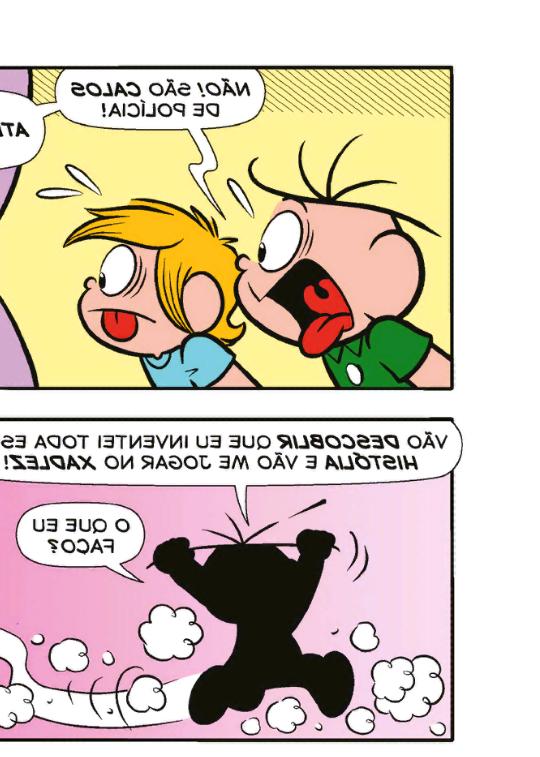 NÃO! SÃO CALOS
DE POLÍCIA!
ATE
VÃO DESCOBLIR QUE EU INVENTEI TODA ES
HISTÓLIA E VÃO ME JOGAR NO XADLEZ!
O QUE EU
FAÇO?